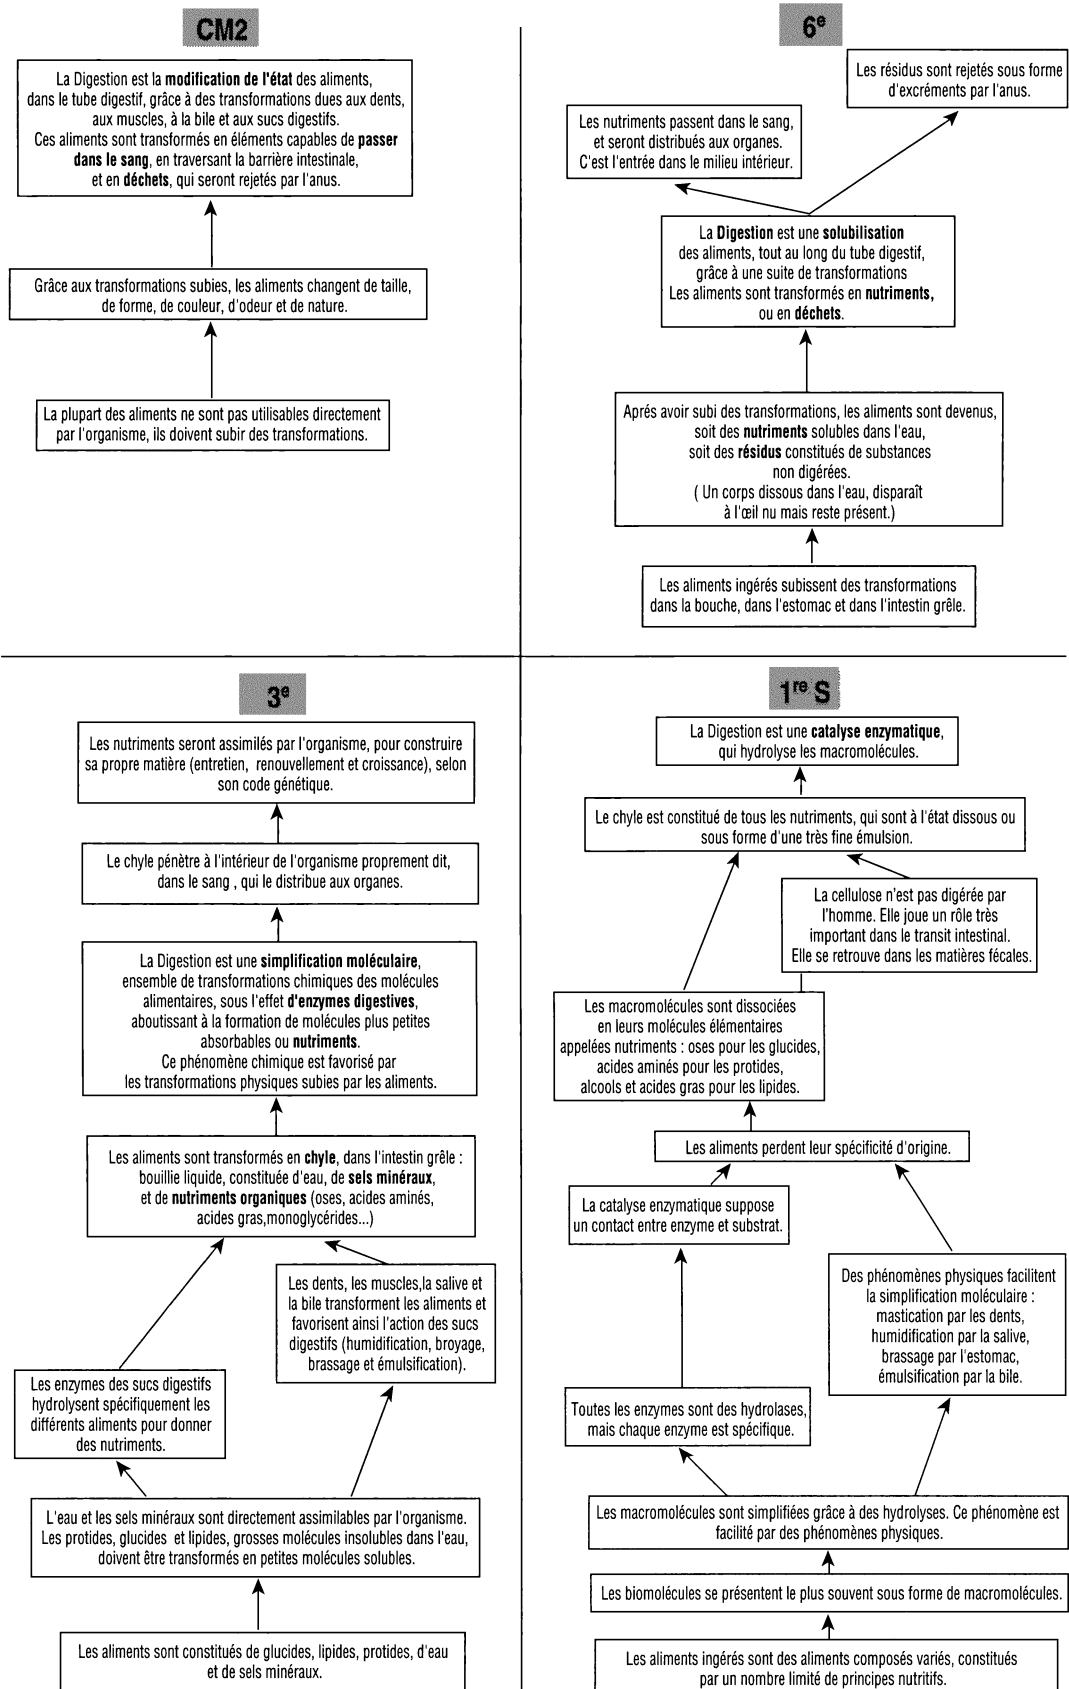 CM2
La Digestion est la modification de l'état des aliments,
dans le tube digestif, grâce à des transformations dues aux dents,
aux muscles, à la bile et aux sucs digestifs.
Ces aliments sont transformés en éléments capables de passer
dans le sang, en traversant la barrière intestinale,
et en déchets, qui seront rejetés par l'anus.
Grâce aux transformations subies, les aliments changent de taille,
de forme, de couleur, d'odeur et de nature.
La plupart des aliments ne sont pas utilisables directement
par l'organisme, ils doivent subir des transformations.
6e
Les résidus sont rejetés sous forme
d'excréments par l'anus.
Les nutriments passent dans le sang,
et seront distribués aux organes.
C'est l'entrée dans le milieu intérieur.
La Digestion est une solubilisation
des aliments, tout au long du tube digestif,
grâce à une suite de transformations
Les aliments sont transformés en nutriments,
ou en déchets.
Aprés avoir subi des transformations, les aliments sont devenus,
soit des nutriments solubles dans l'eau,
soit des résidus constitués de substances
non digérées.
( Un corps dissous dans l'eau, disparaît
à l'œil nu mais reste présent.)
Les aliments ingérés subissent des transformations
dans la bouche, dans l'estomac et dans l'intestin grêle.
3e
Les nutriments seront assimilés par l'organisme, pour construire
sa propre matière (entretien, renouvellement et croissance), selon
son code génétique.
Le chyle pénètre à l'intérieur de l'organisme proprement dit,
dans le sang , qui le distribue aux organes.
La Digestion est une simplification moléculaire,
ensemble de transformations chimiques des molécules
alimentaires, sous l'effet d'enzymes digestives,
aboutissant à la formation de molécules plus petites
absorbables ou nutriments.
Ce phénomène chimique est favorisé par
les transformations physiques subies par les aliments.
Les aliments sont transformés en chyle, dans l'intestin grêle :
bouillie liquide, constituée d'eau, de sels minéraux,
et de nutriments organiques (oses, acides aminés,
acides gras,monoglycérides...)
Les dents, les muscles,la salive et
la bile transforment les aliments et
favorisent ainsi l'action des sucs
digestifs (humidification, broyage,
brassage et émulsification).
Les enzymes des sucs digestifs
hydrolysent spécifiquement les
différents aliments pour donner
des nutriments.
L'eau et les sels minéraux sont directement assimilables par l'organisme.
Les protides, glucides et lipides, grosses molécules insolubles dans l'eau,
doivent être transformés en petites molécules solubles.
Les aliments sont constitués de glucides, lipides, protides, d'eau
et de sels minéraux.
1re S
La Digestion est une catalyse enzymatique,
qui hydrolyse les macromolécules.
Le chyle est constitué de tous les nutriments, qui sont à l'état dissous ou
sous forme d'une très fine émulsion.
La cellulose n'est pas digérée par
l'homme. Elle joue un rôle très
important dans le transit intestinal.
Elle se retrouve dans les matières fécales.
Les macromolécules sont dissociées
en leurs molécules élémentaires
appelées nutriments : oses pour les glucides,
acides aminés pour les protides,
alcools et acides gras pour les lipides.
Les aliments perdent leur spécificité d'origine.
La catalyse enzymatique suppose
un contact entre enzyme et substrat.
Des phénomènes physiques facilitent
la simplification moléculaire :
mastication par les dents,
humidification par la salive,
brassage par l'estomac,
émulsification par la bile.
Toutes les enzymes sont des hydrolases,
mais chaque enzyme est spécifique.
Les macromolécules sont simplifiées grâce à des hydrolyses. Ce phénomène est
facilité par des phénomènes physiques.
Les biomolécules se présentent le plus souvent sous forme de macromolécules.
Les aliments ingérés sont des aliments composés variés, constitués
par un nombre limité de principes nutritifs.